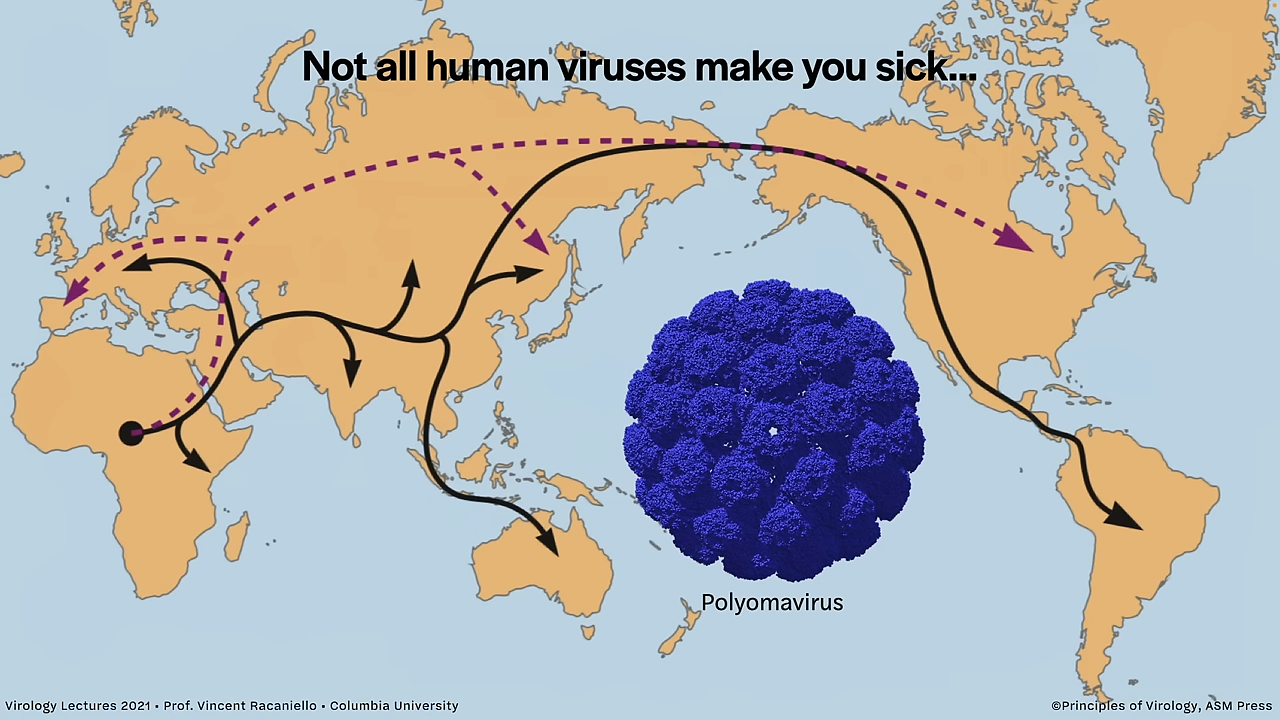 Not all human viruses make you sick...
Polyomavirus
Virology Lectures 2021 • Prof. Vincent Racaniello • Columbia University
©Principles of Virology, ASM Press